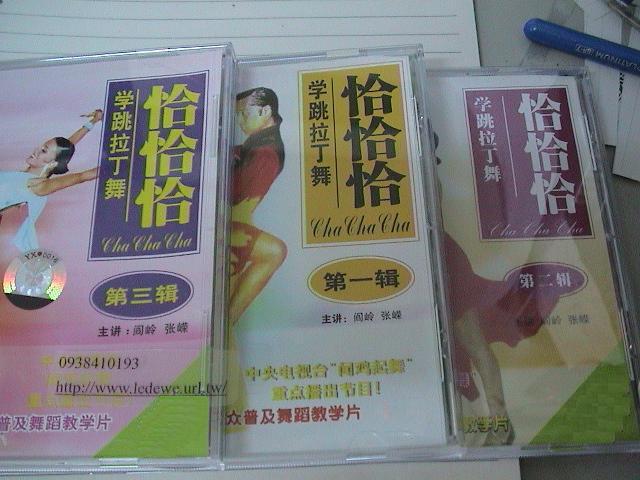 学跳拉丁舞
恰恰恰
Cha Cha Cha
第三辑
主讲：阎岭 张嵘
0938410193
http://www.ledewe.url.tw/
普及舞蹈教学片
学跳拉丁舞
恰恰恰
Cha Cha Cha
第一辑
主讲：阎岭 张嵘
中央电视台“闻鸡起舞”
重点播出节目！
众普及舞蹈教学片
学跳拉丁舞
恰恰恰
Cha Cha Cha
第二辑
主讲 阎岭 张嵘
教学片
PLATINUM